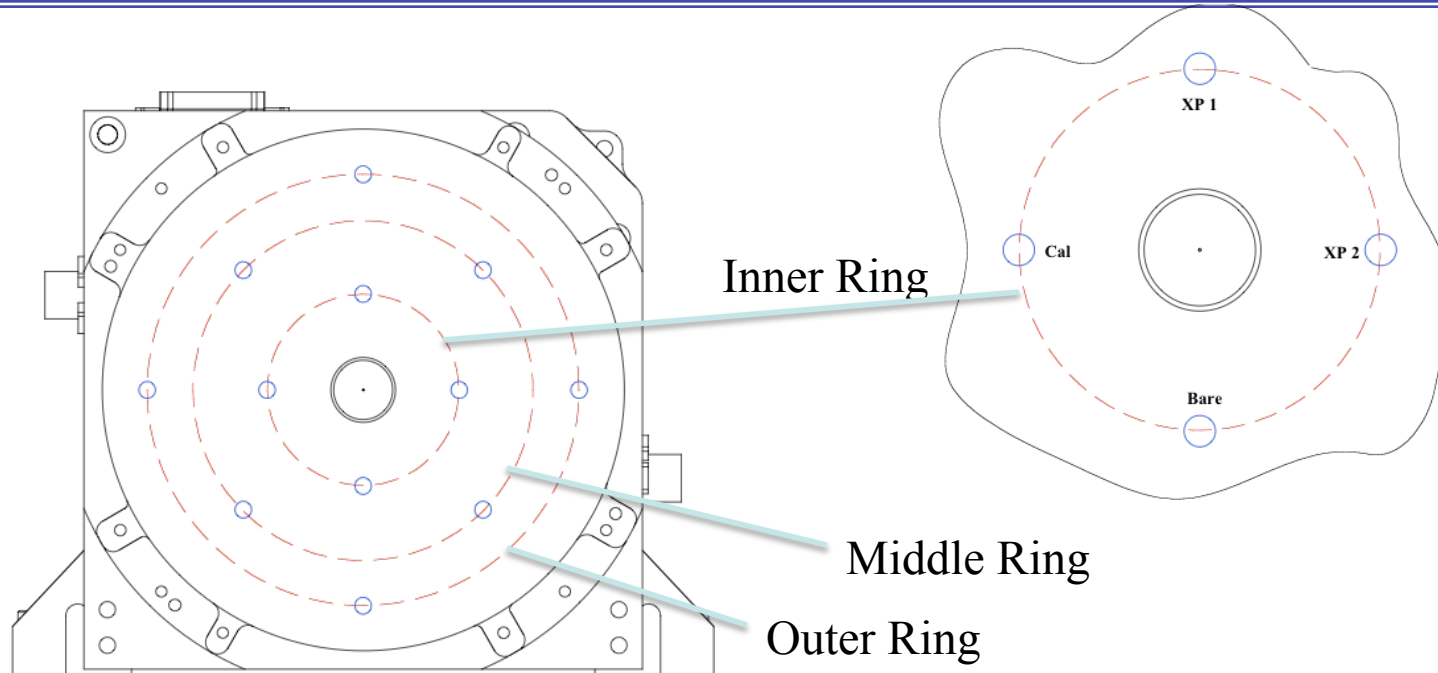 XP 1
Inner Ring
Cal
XP 2
Bare
Middle Ring
Outer Ring